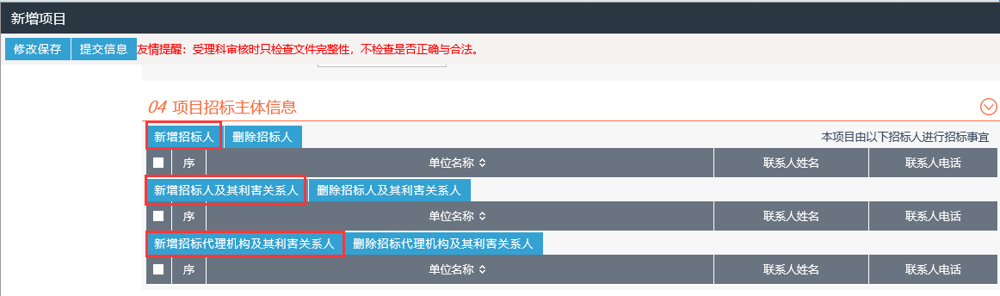 新增项目
修改保存 提交信息 友情提醒：受理科审核时只检查文件完整性，不检查是否正确与合法。
04 项目招标主体信息
新增招标人 删除招标人 本项目由以下招标人进行招标事宜
序 单位名称 联系人姓名 联系人电话
新增招标人及其利害关系人 删除招标人及其利害关系人
序 单位名称 联系人姓名 联系人电话
新增招标代理机构及其利害关系人 删除招标代理机构及其利害关系人
序 单位名称 联系人姓名 联系人电话